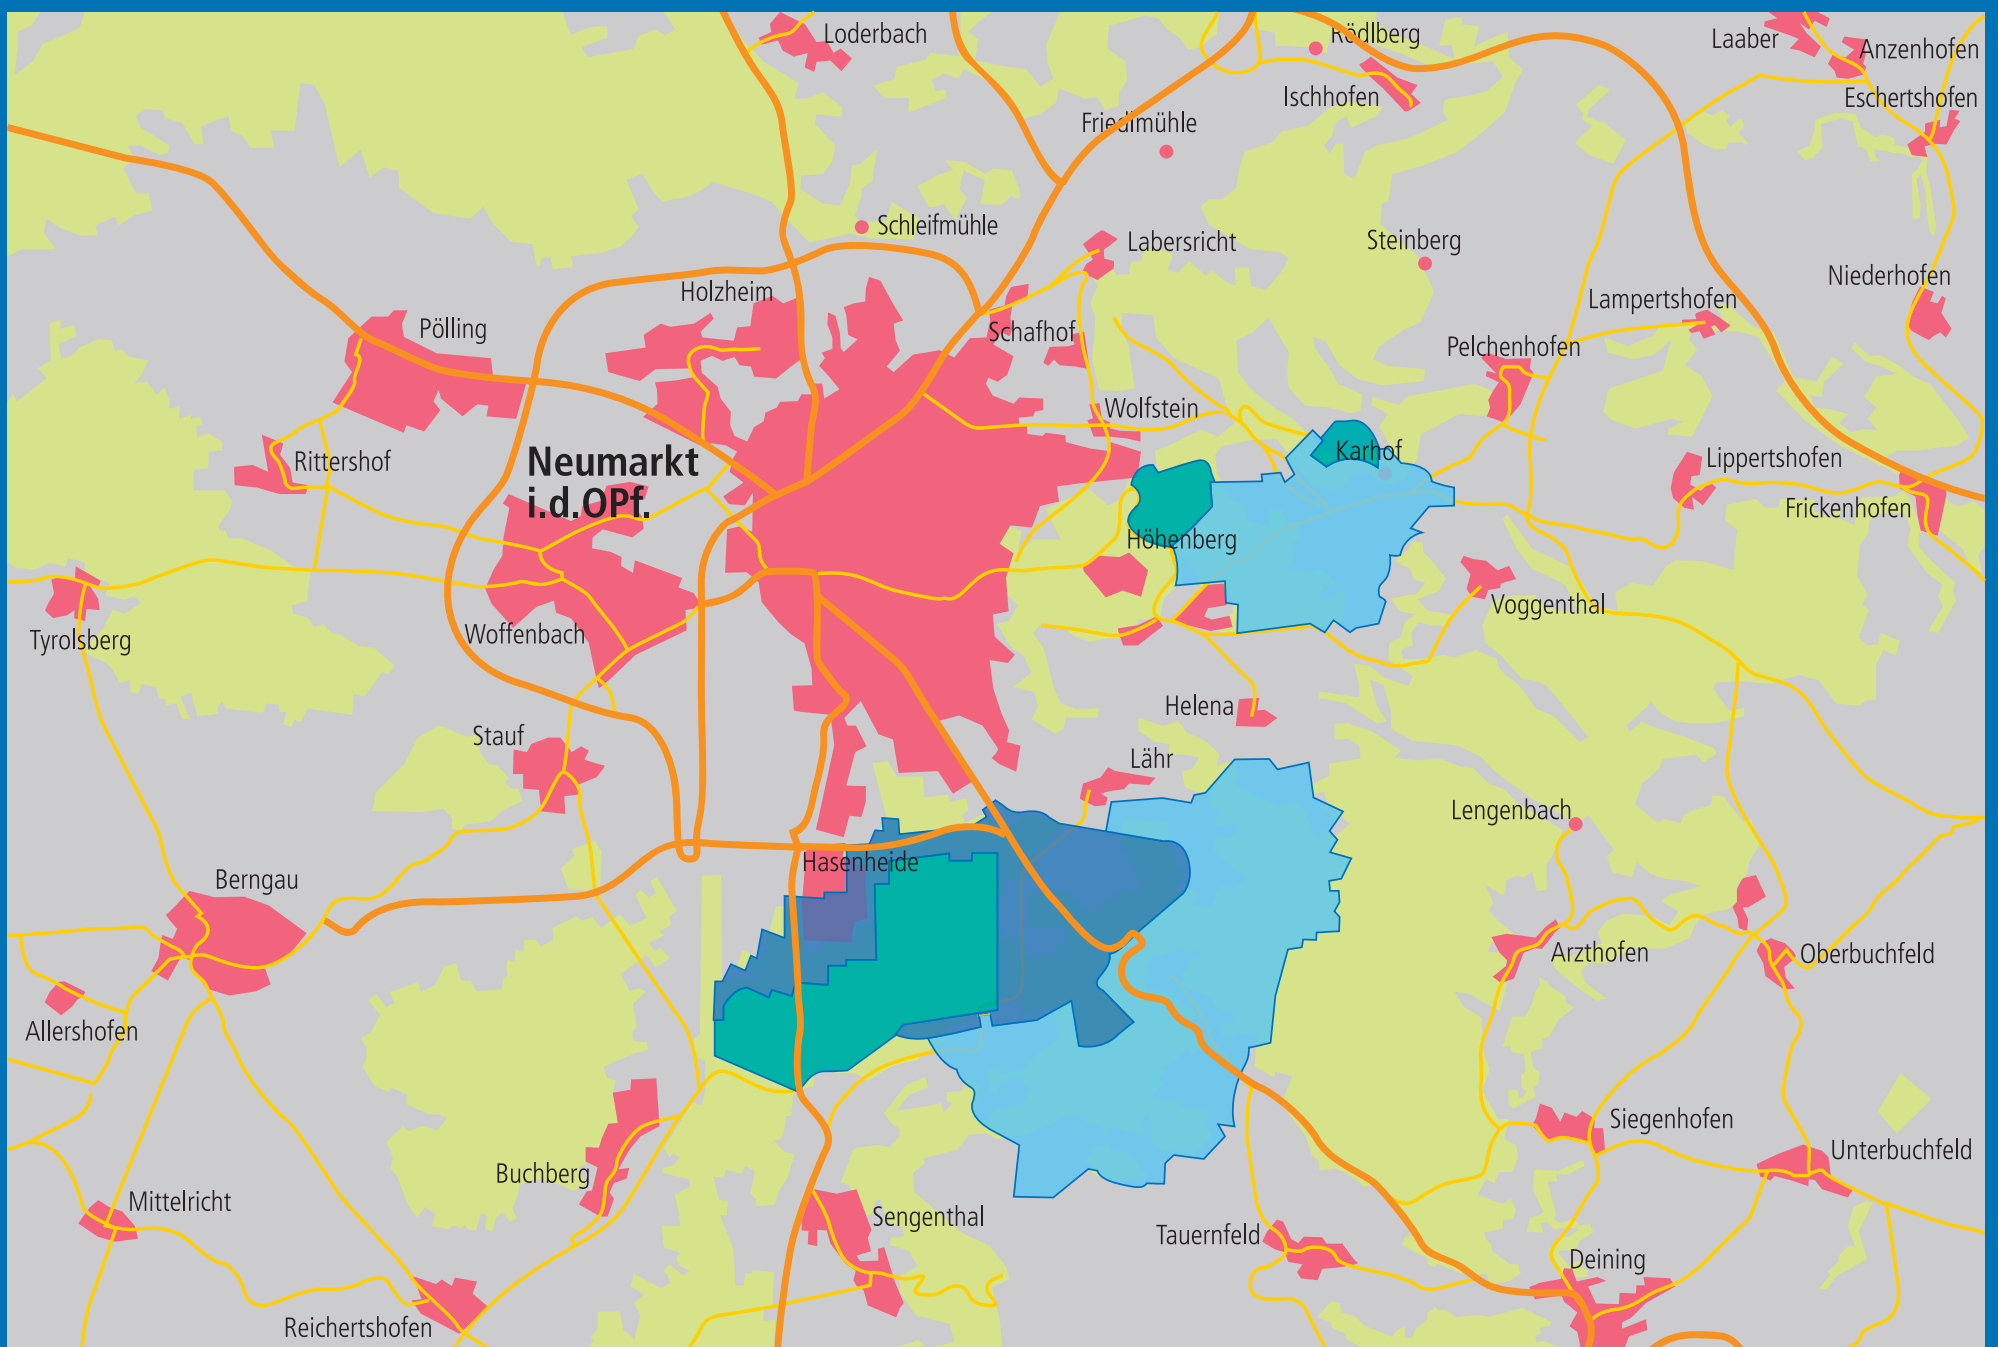 Loderbach
Rödlberg
Laaber
Anzenhofen
Ischhofen
Eschertshofen
Friedlmühle
Schleifmühle
Labersricht
Steinberg
Niederhofen
Holzheim
Lampertshofen
Pölling
Schafhof
Pelchenhofen
Wolfstein
Karhof
Neumarkt
i.d.OPf.
Rittershof
Lippertshofen
Frickenhofen
Höhenberg
Voggenthal
Tyrolsberg
Woffenbach
Helena
Stauf
Lähr
Lengenbach
Hasenheide
Berngau
Arzthofen
Oberbuchfeld
Allershofen
Siegenhofen
Unterbuchfeld
Buchberg
Mittelricht
Sengenthal
Tauernfeld
Deining
Reichertshofen